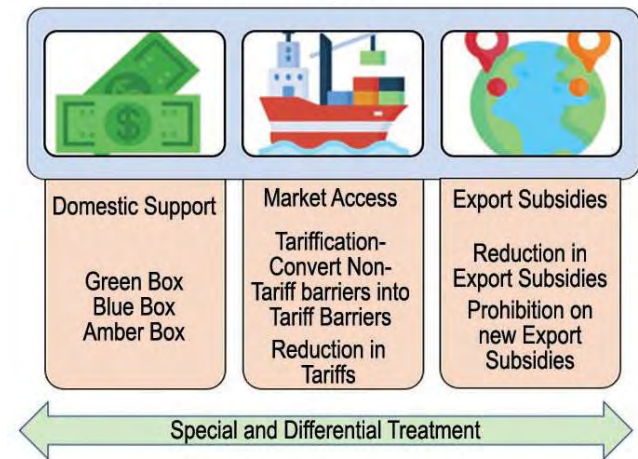 Domestic Support
Green Box
Blue Box
Amber Box
Market Access
Tariffication-
Convert Non-
Tariff barriers into
Tariff Barriers
Reduction in
Tariffs
Export Subsidies
Reduction in
Export Subsidies
Prohibition on
new Export
Subsidies
Special and Differential Treatment